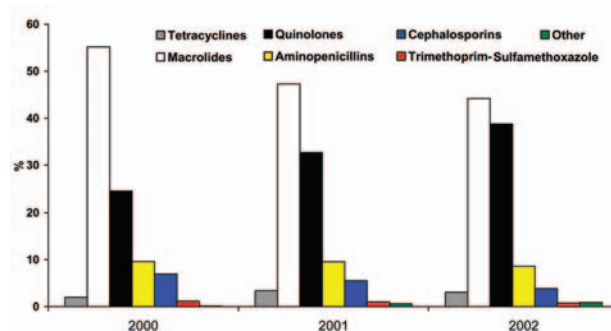 60
50
40
30
20
10
0
%
Tetracyclines Quinolones Cephalosporins Other
Macrolides Aminopenicillins Trimethoprim-Sulfamethoxazole
2000 2001 2002